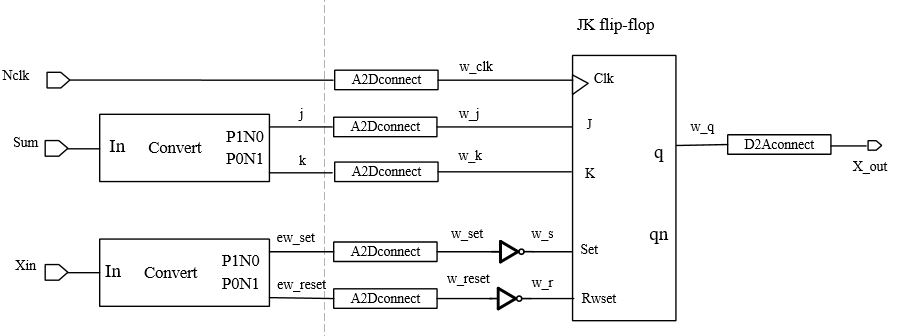 JK flip-flop
Nclk
A2Dconnect
w_clk
Clk
Sum
In
Convert
P1N0
P0N1
j
A2Dconnect
w_j
J
k
A2Dconnect
w_k
K
q
w_q
D2Aconnect
X_out
qn
Xin
In
Convert
P1N0
P0N1
ew_set
A2Dconnect
w_set
w_s
Set
ew_reset
A2Dconnect
w_reset
w_r
Rwset